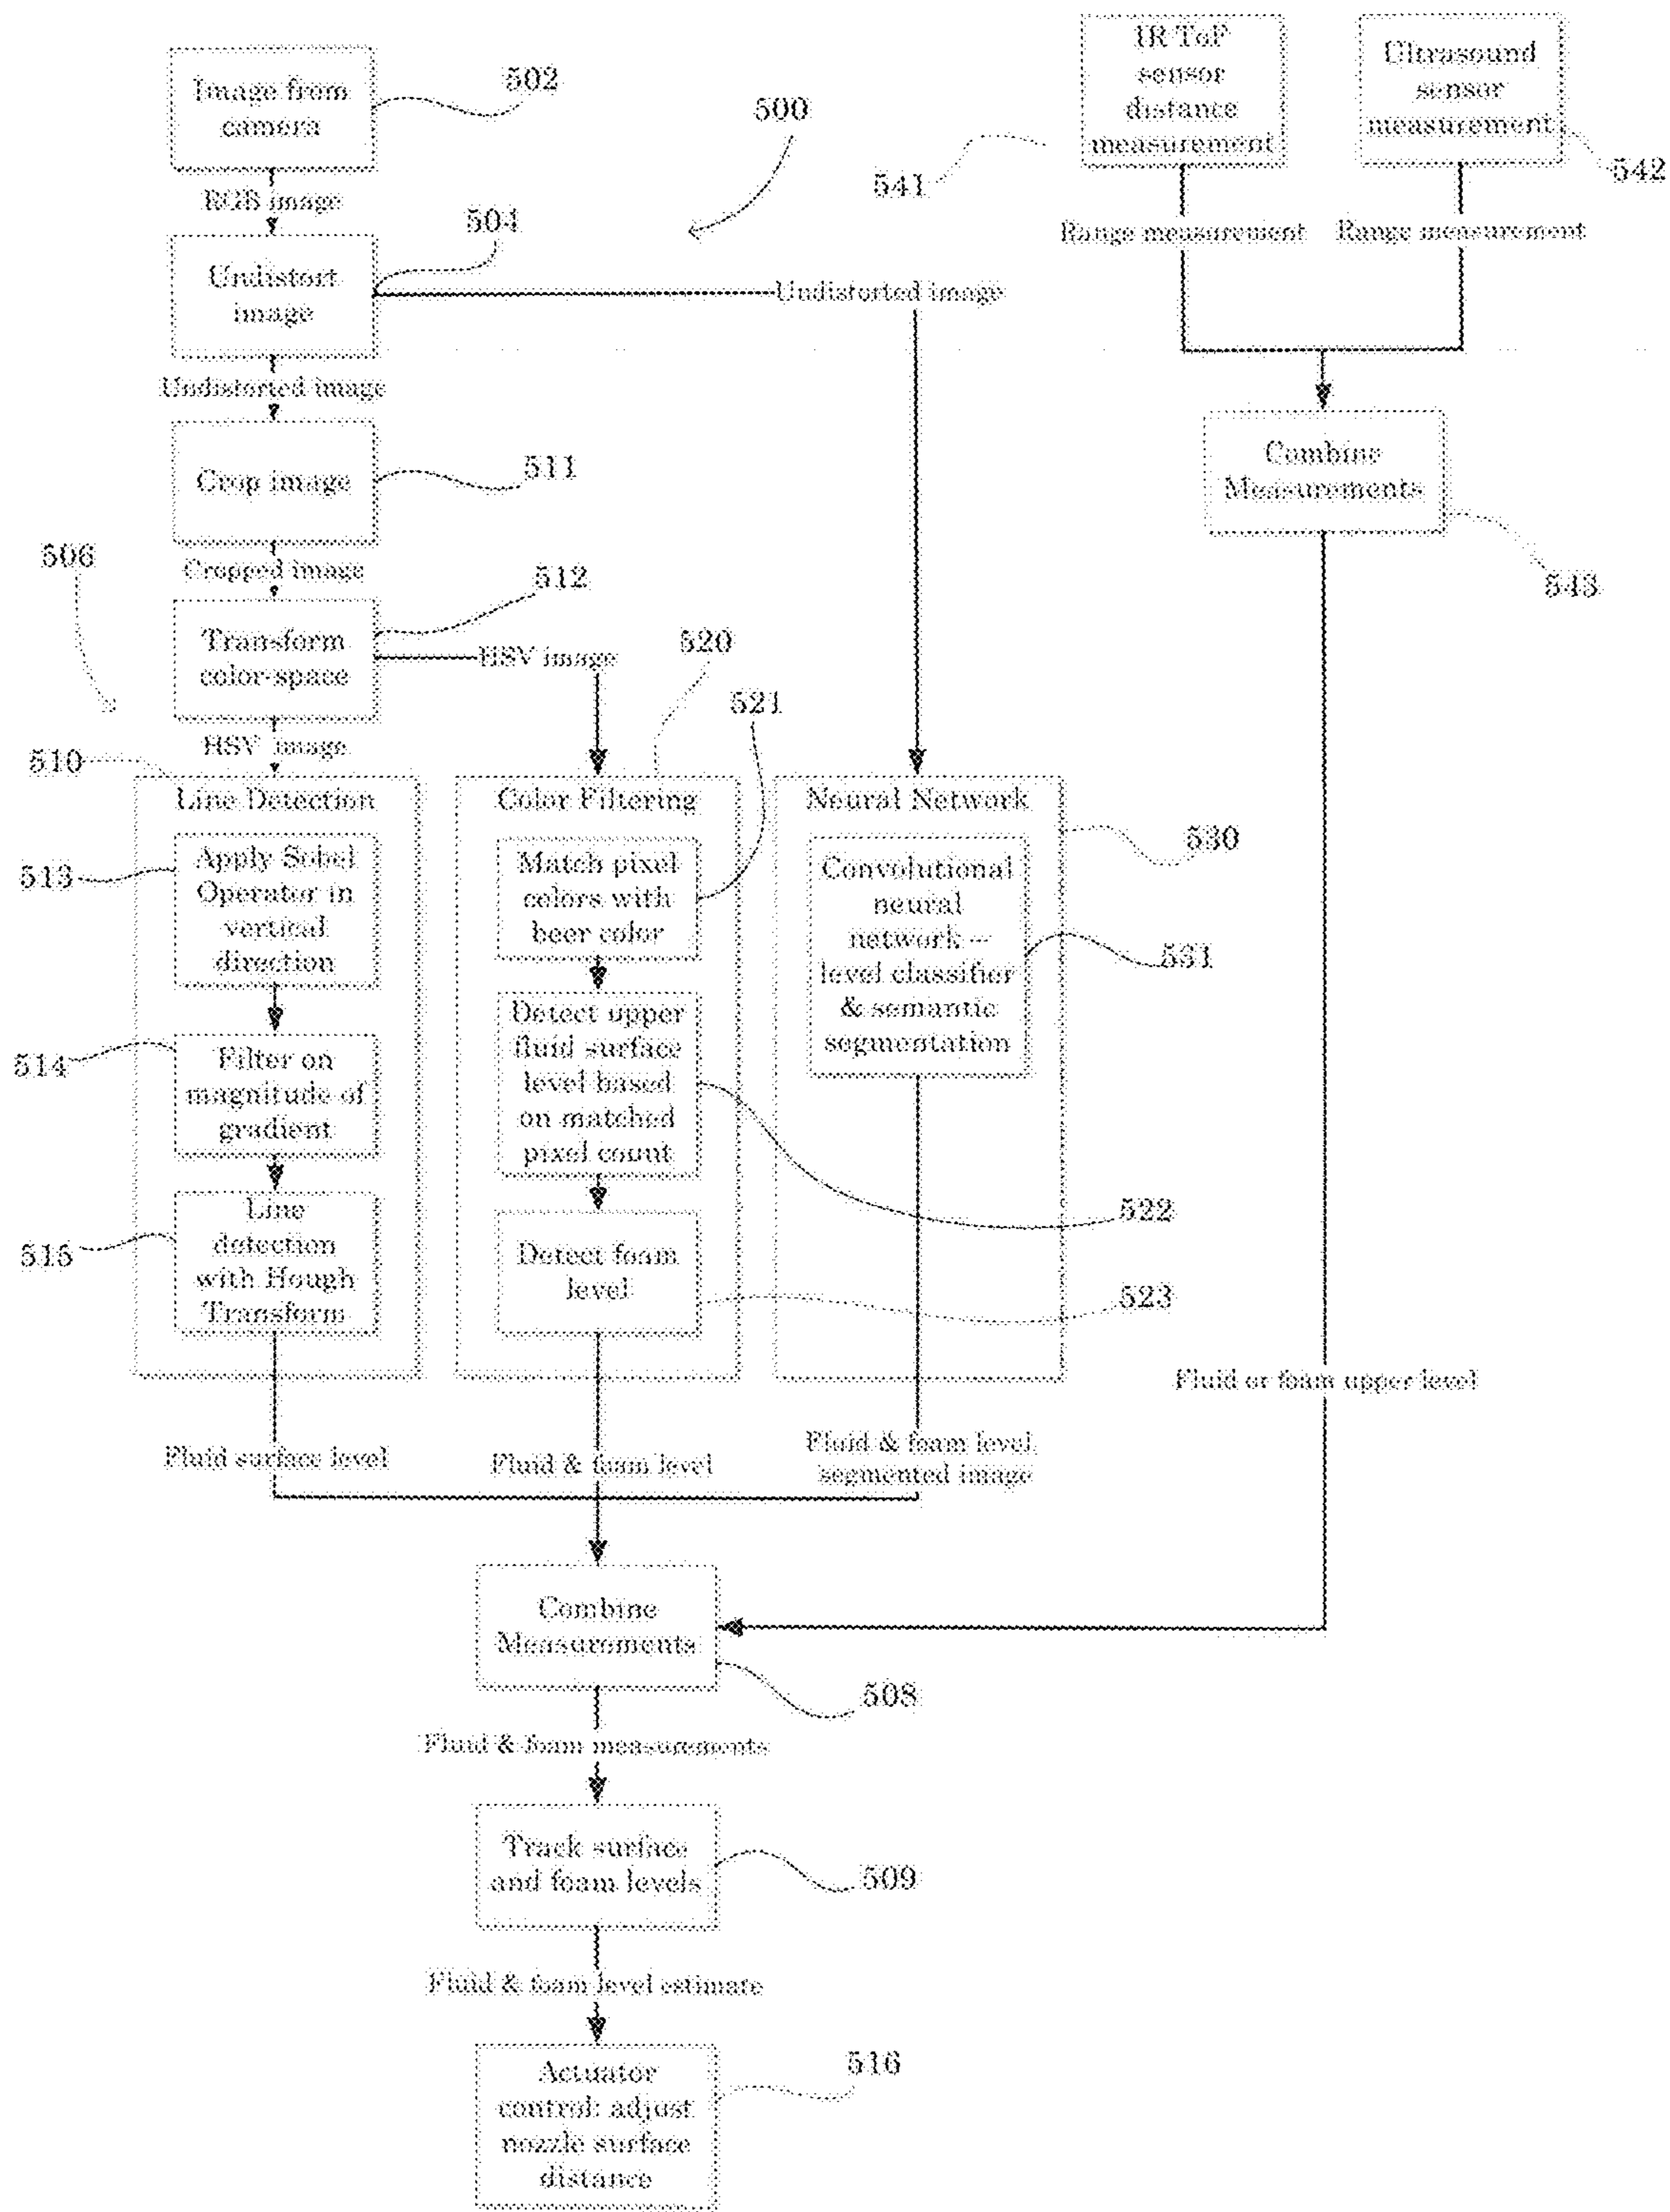 Image from
camera
502
500
IR ToF
sensor
distance
measurement
Ultrasound
sensor
measurement
541
542
RGB image
504
Range measurement
Range measurement
Undistort
image
Undistorted image
Undistorted image
Crop image
511
Combine
Measurements
543
506
Cropped image
512
Transform
color-space
HSV image
520
521
HSV image
510
Line Detection
Color Filtering
Neural Network
530
513
Apply Sobel
Operator in
vertical
direction
Match pixel
colors with
beer color
Convolutional
neural
network –
level classifier
& semantic
segmentation
531
514
Filter on
magnitude of
gradient
Detect upper
fluid surface
level based
on matched
pixel count
522
515
Line
detection
with Hough
Transform
Detect foam
level
523
Fluid or foam upper level
Fluid surface level
Fluid & foam level
Fluid & foam level
segmented image
Combine
Measurements
508
Fluid & foam measurements
Track surface
and foam levels
509
Fluid & foam level estimate
Actuator
control: adjust
nozzle surface
distance
516